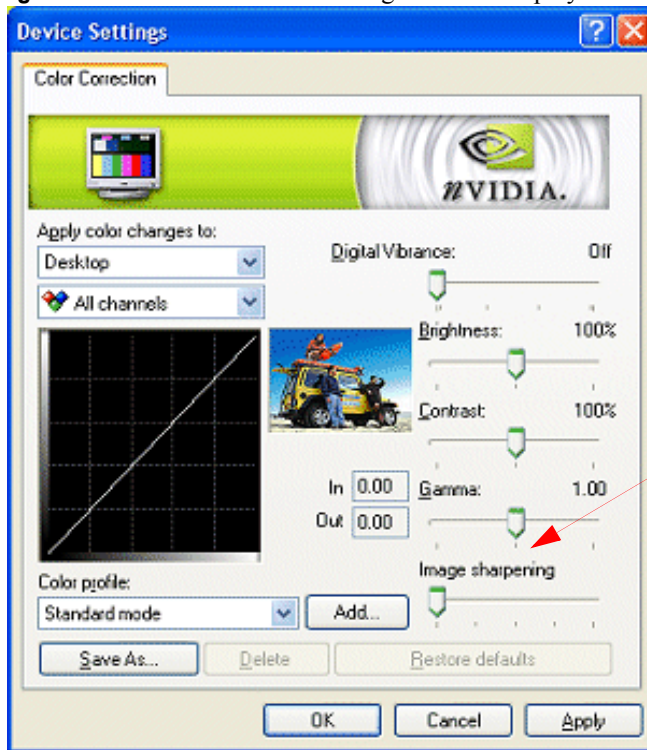 Device Settings
Color Correction
NVIDIA.
Apply color changes to:
Desktop
All channels
Digital Vibrance: Off
Brightness: 100%
Contrast: 100%
In 0.00
Out 0.00
Gamma: 1.00
Image sharpening
Color profile:
Standard mode
Add...
Save As...
Delete
Restore defaults
OK
Cancel
Apply